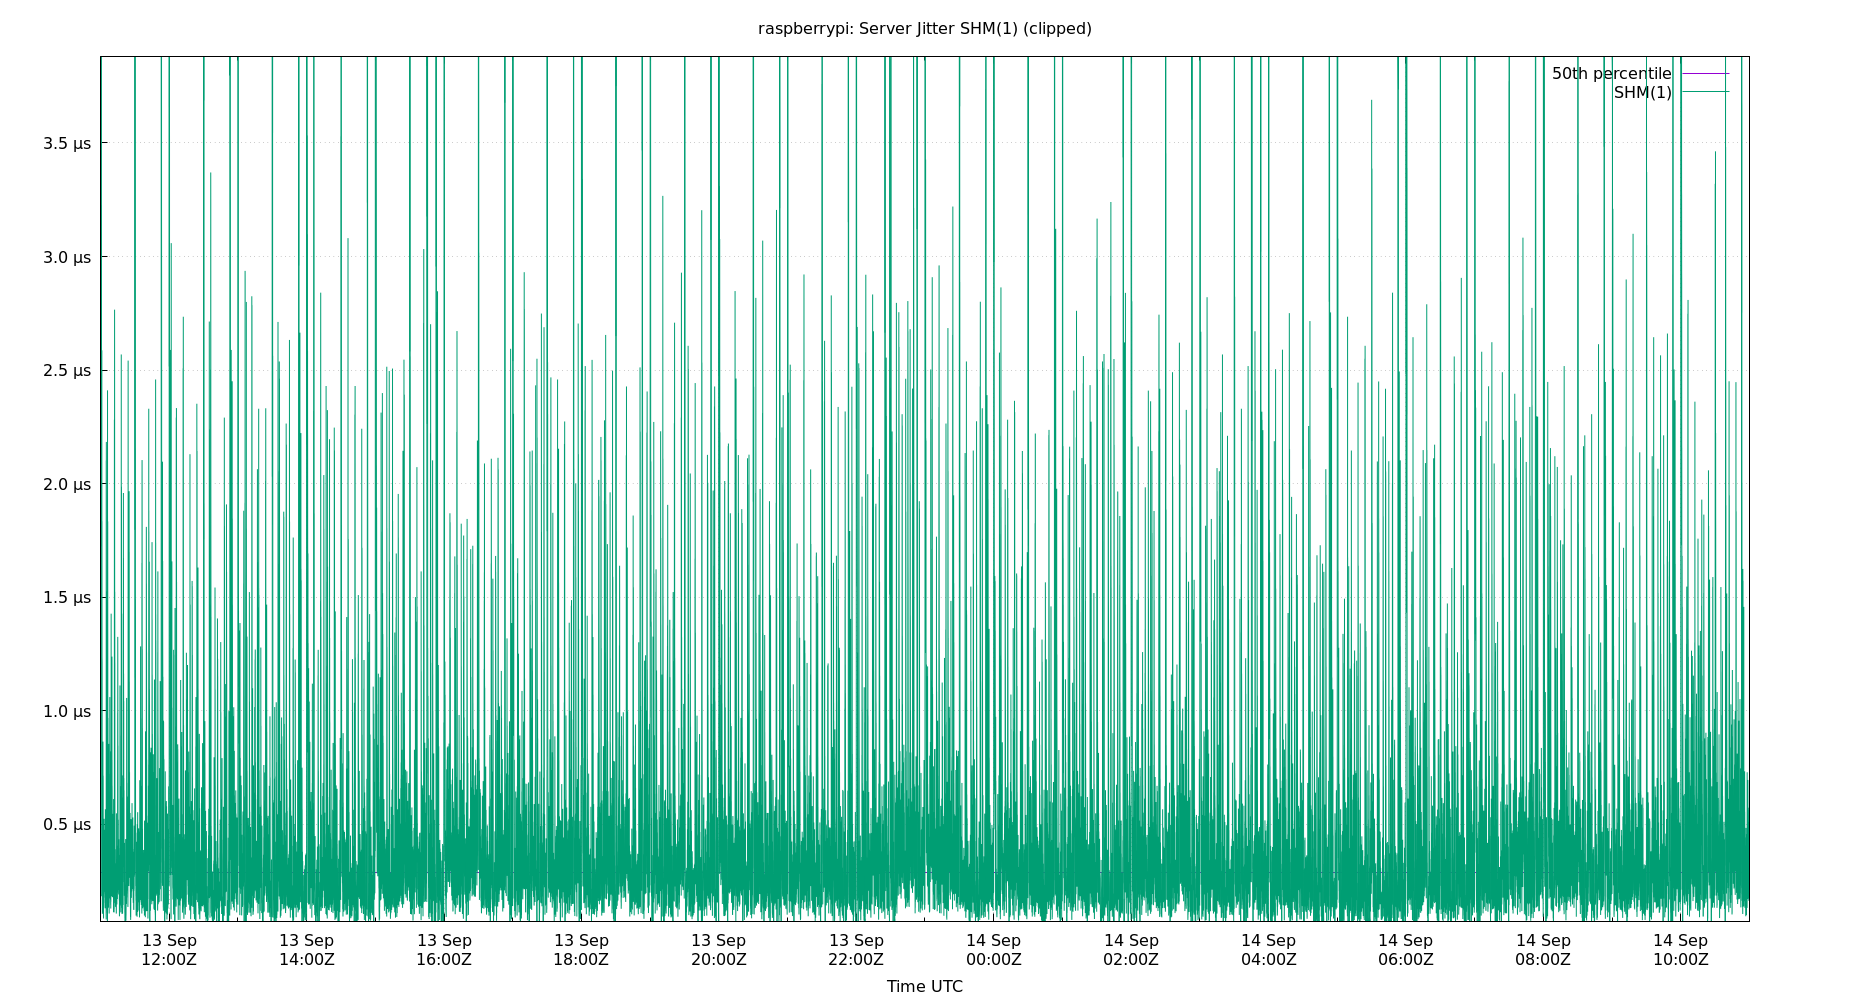 raspberrypi: Server Jitter SHM(1) (clipped)
50th percentile
SHM(1)
3.5 μs
3.0 μs
2.5 μs
2.0 μs
1.5 μs
1.0 μs
0.5 μs
13 Sep 13 Sep 13 Sep 13 Sep 13 Sep 13 Sep 14 Sep 14 Sep 14 Sep 14 Sep 14 Sep 14 Sep
12:00Z 14:00Z 16:00Z 18:00Z 20:00Z 22:00Z 00:00Z 02:00Z 04:00Z 06:00Z 08:00Z 10:00Z
Time UTC